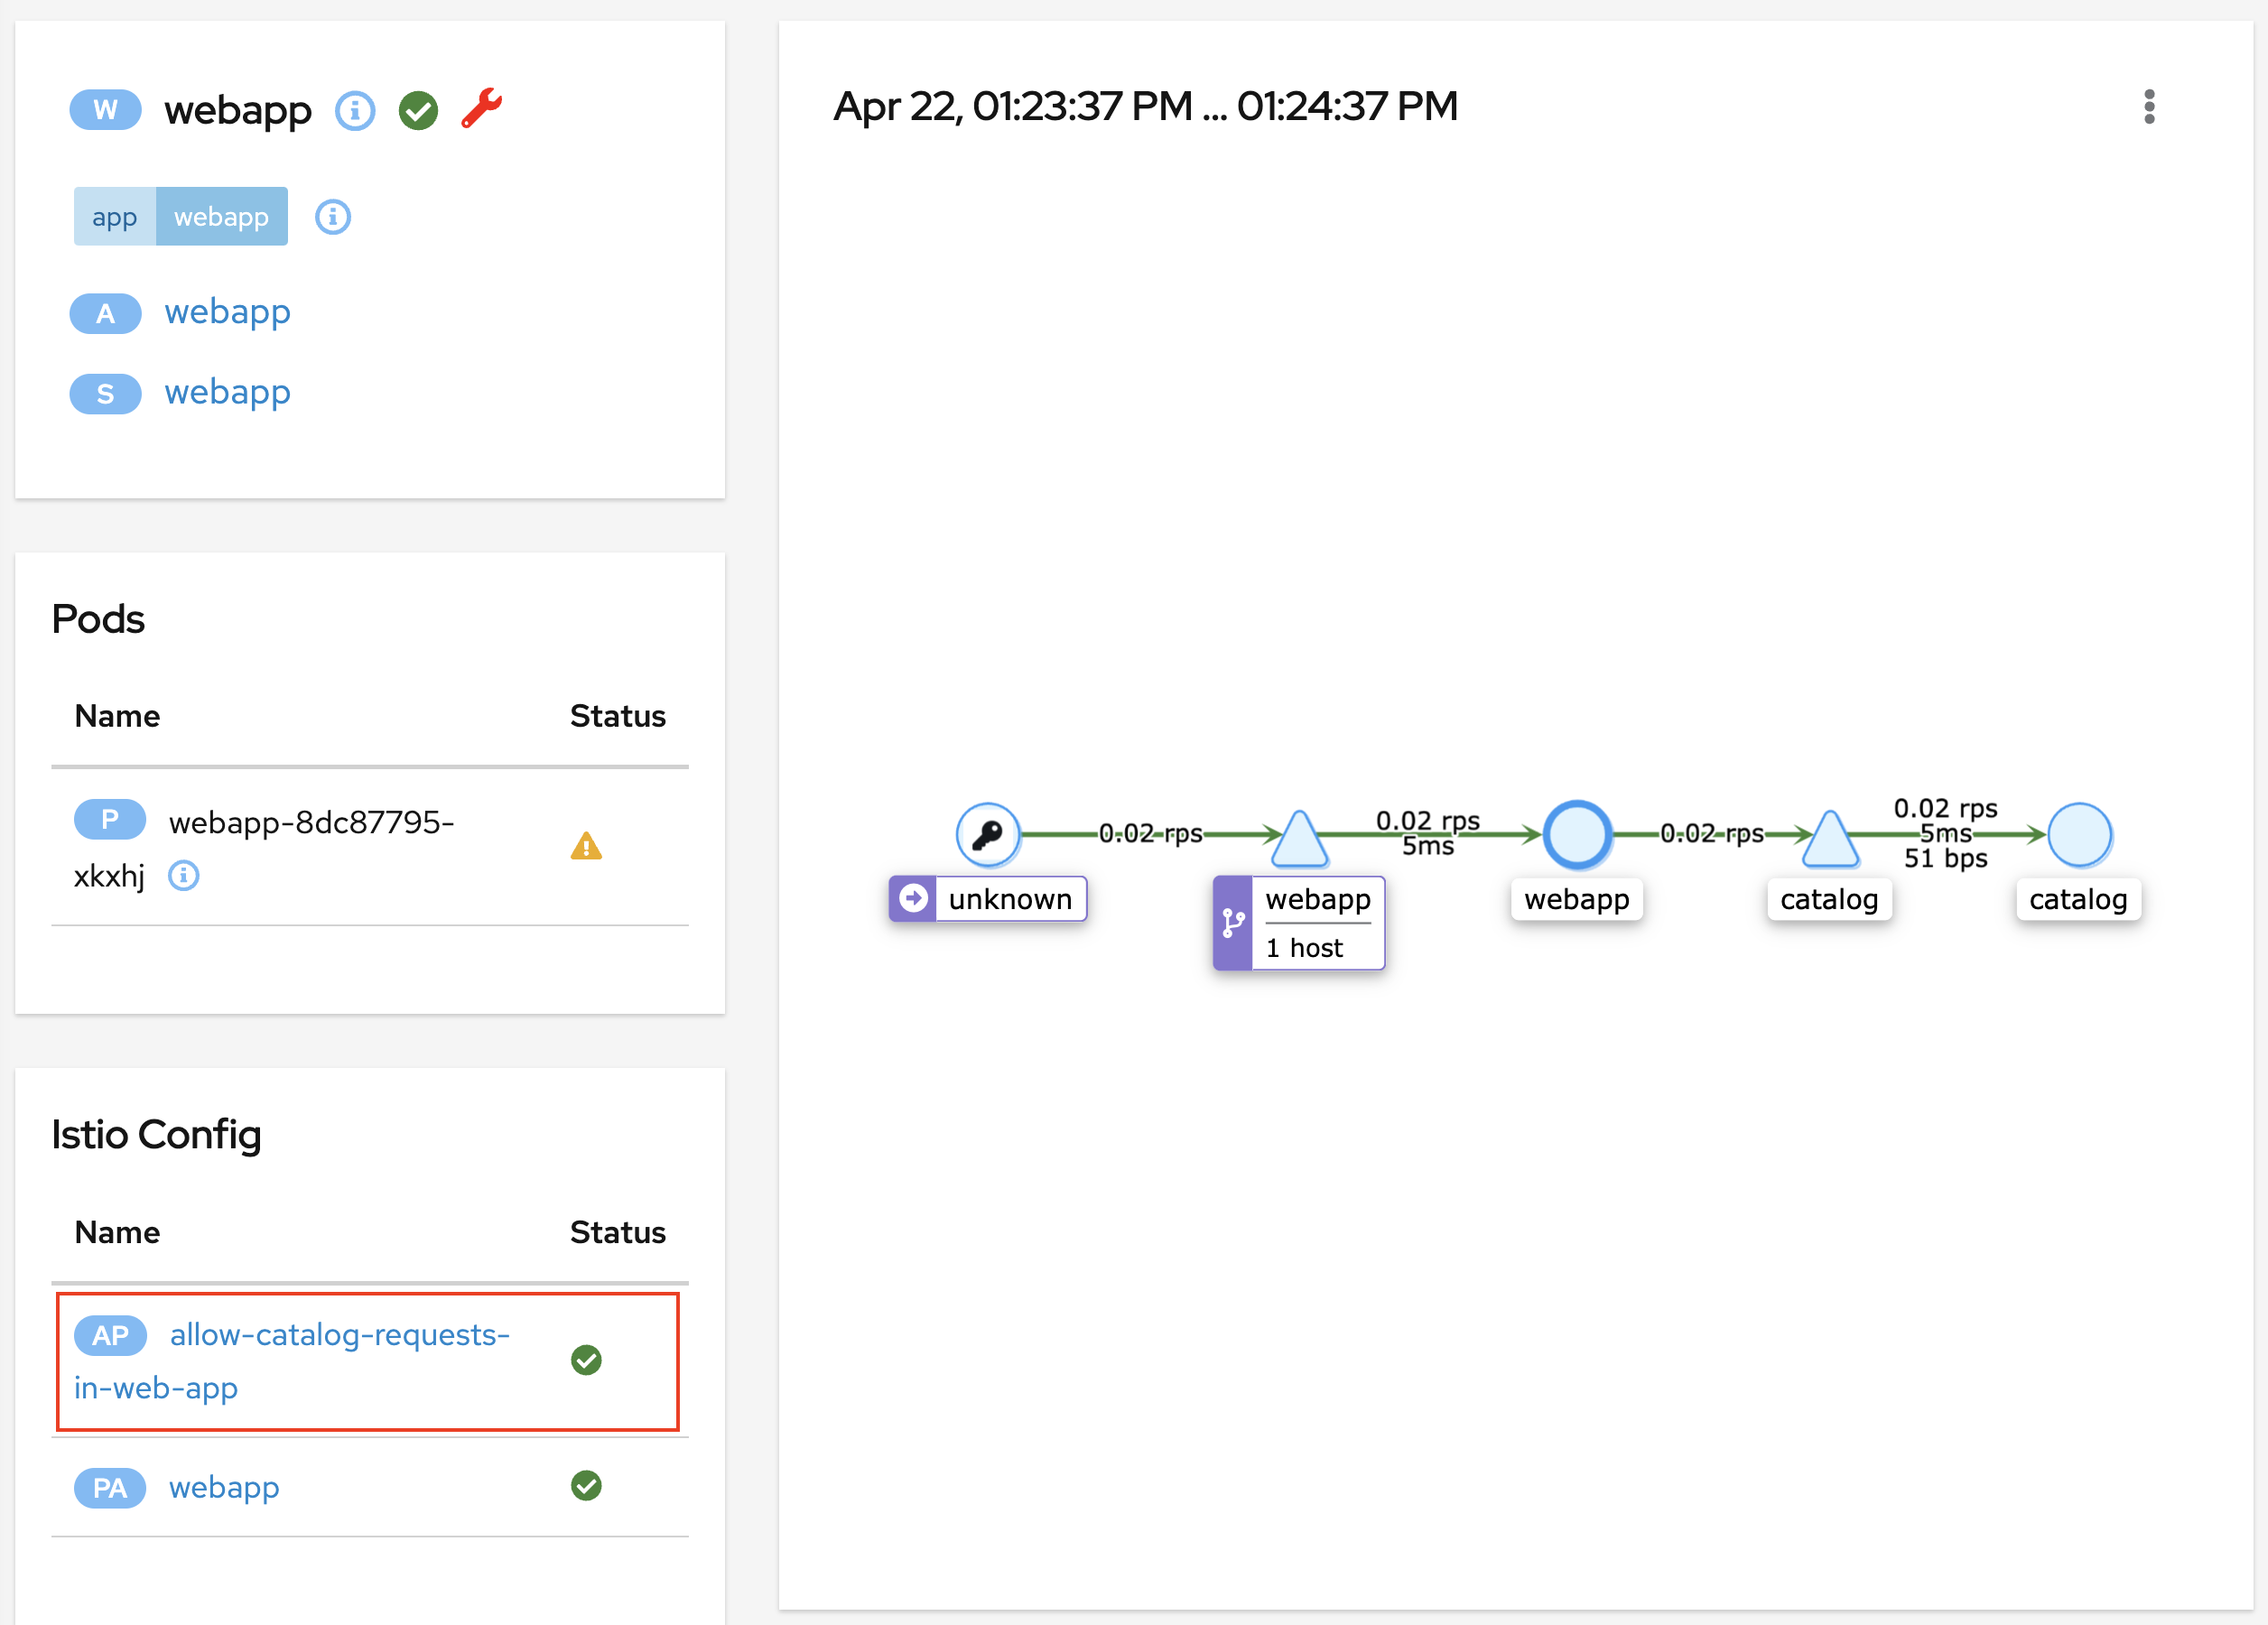 W webapp
app webapp
A webapp
S webapp
Pods
Name Status
P webapp-8dc87795-
xkxhj
Istio Config
Name Status
AP allow-catalog-requests-
in-web-app
PA webapp
Apr 22, 01:23:37 PM ... 01:24:37 PM
unknown
0.02 rps
webapp
1 host
0.02 rps
5ms
webapp
0.02 rps
catalog
0.02 rps
5ms
51 bps
catalog